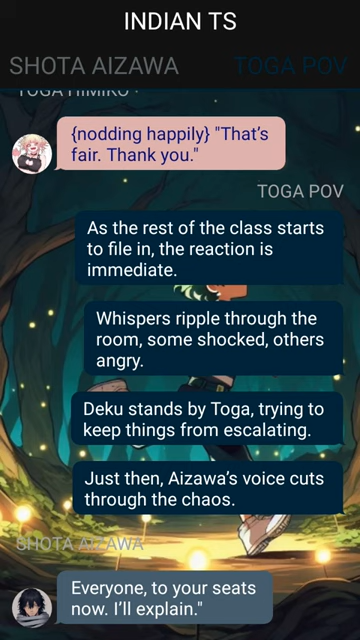 INDIAN TS
SHOTA AIZAWA
TOGA POV
TOGA HIMIKO
{nodding happily} "That's
fair. Thank you."
TOGA POV
As the rest of the class starts
to file in, the reaction is
immediate.
Whispers ripple through the
room, some shocked, others
angry.
Deku stands by Toga, trying to
keep things from escalating.
Just then, Aizawa's voice cuts
through the chaos.
SHOTA AIZAWA
Everyone, to your seats
now. I'll explain."